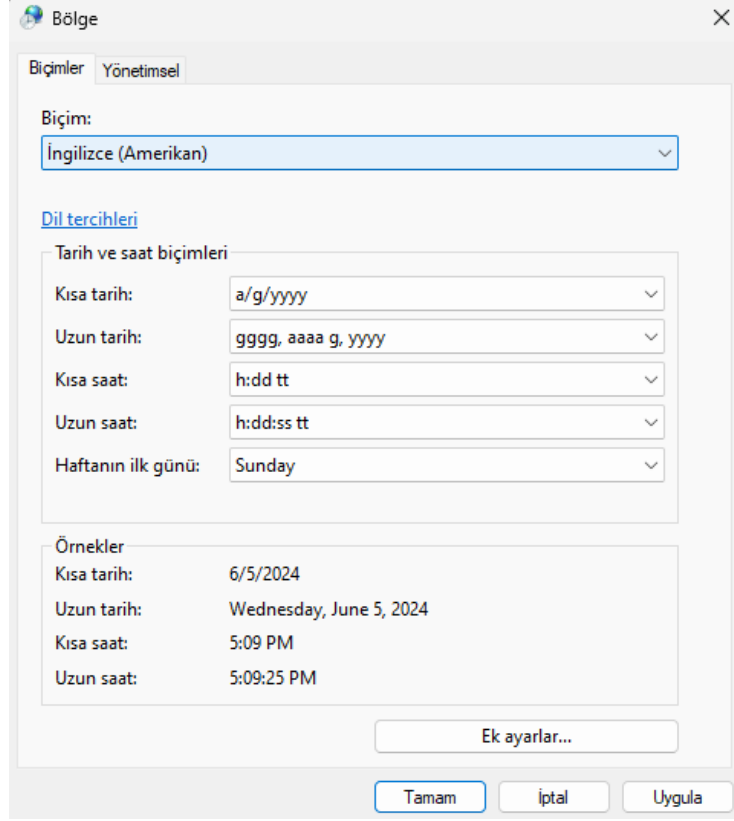 Bölge
Biçimler Yönetimsel
Biçim:
İngilizce (Amerikan)
Dil tercihleri
Tarih ve saat biçimleri
Kısa tarih: a/g/yyyy
Uzun tarih: gggg, aaaa g, yyyy
Kısa saat: h:dd tt
Uzun saat: h:dd:ss tt
Haftanın ilk günü: Sunday
Örnekler
Kısa tarih: 6/5/2024
Uzun tarih: Wednesday, June 5, 2024
Kısa saat: 5:09 PM
Uzun saat: 5:09:25 PM
Ek ayarlar...
Tamam İptal Uygula